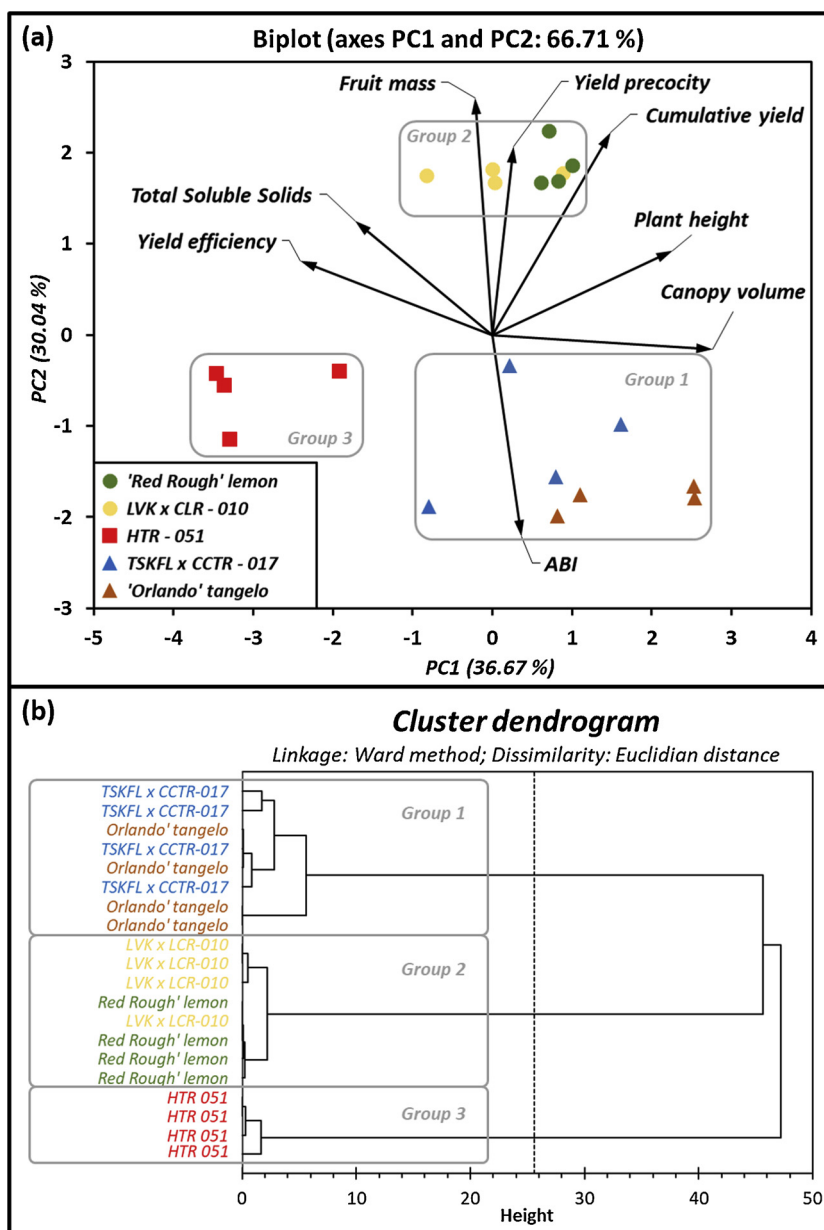 (a)
Biplot (axes PC1 and PC2: 66.71 %)
Fruit mass
Yield precocity
Cumulative yield
Group 2
Total Soluble Solids
Plant height
Yield efficiency
Canopy volume
Group 1
Group 3
ABI
'Red Rough' lemon
LVK x CLR - 010
HTR - 051
TSKFL x CCTR - 017
'Orlando' tangelo
3
2
1
0
-1
-2
-3
PC2 (30.04 %)
-5 -4 -3 -2 -1 0 1 2 3 4
PC1 (36.67 %)
(b)
Cluster dendrogram
Linkage: Ward method; Dissimilarity: Euclidian distance
TSKFL x CCTR-017
TSKFL x CCTR-017
Orlando' tangelo
TSKFL x CCTR-017
Orlando' tangelo
TSKFL x CCTR-017
Orlando' tangelo
Orlando' tangelo
Group 1
LVK x LCR-010
LVK x LCR-010
LVK x LCR-010
Red Rough' lemon
LVK x LCR-010
Red Rough' lemon
Red Rough' lemon
Red Rough' lemon
Group 2
HTR 051
HTR 051
HTR 051
HTR 051
Group 3
0 10 20 30 40 50
Height